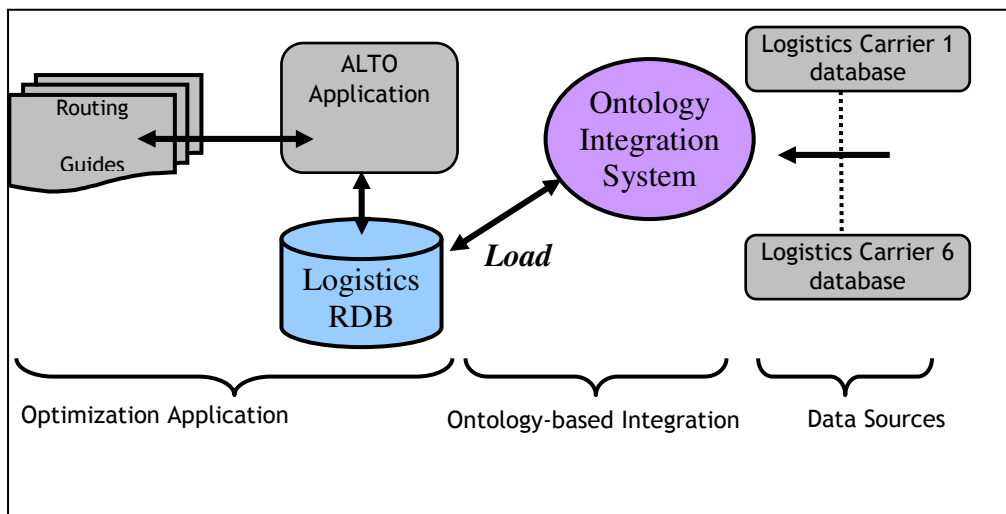 Routing
Guides
ALTO
Application
Logistics
RDB
Load
Ontology
Integration
System
Logistics Carrier 1
database
Logistics Carrier 6
database
Optimization Application
Ontology-based Integration
Data Sources